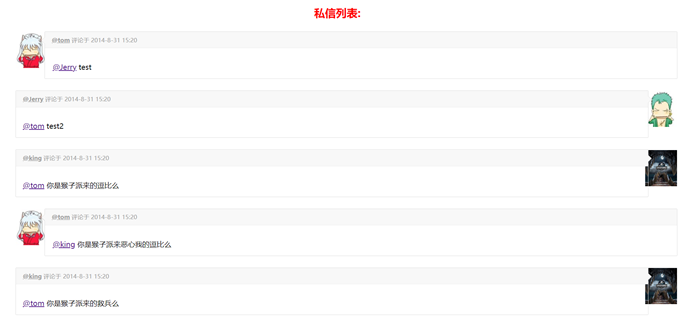 私信列表:
@tom 评论于 2014-8-31 15:20
@Jerry test
@Jerry 评论于 2014-8-31 15:20
@tom test2
@king 评论于 2014-8-31 15:20
@tom 你是猴子派来的逗比么
@tom 评论于 2014-8-31 15:20
@king 你是猴子派来恶心我的逗比么
@king 评论于 2014-8-31 15:20
@tom 你是猴子派来的救兵么